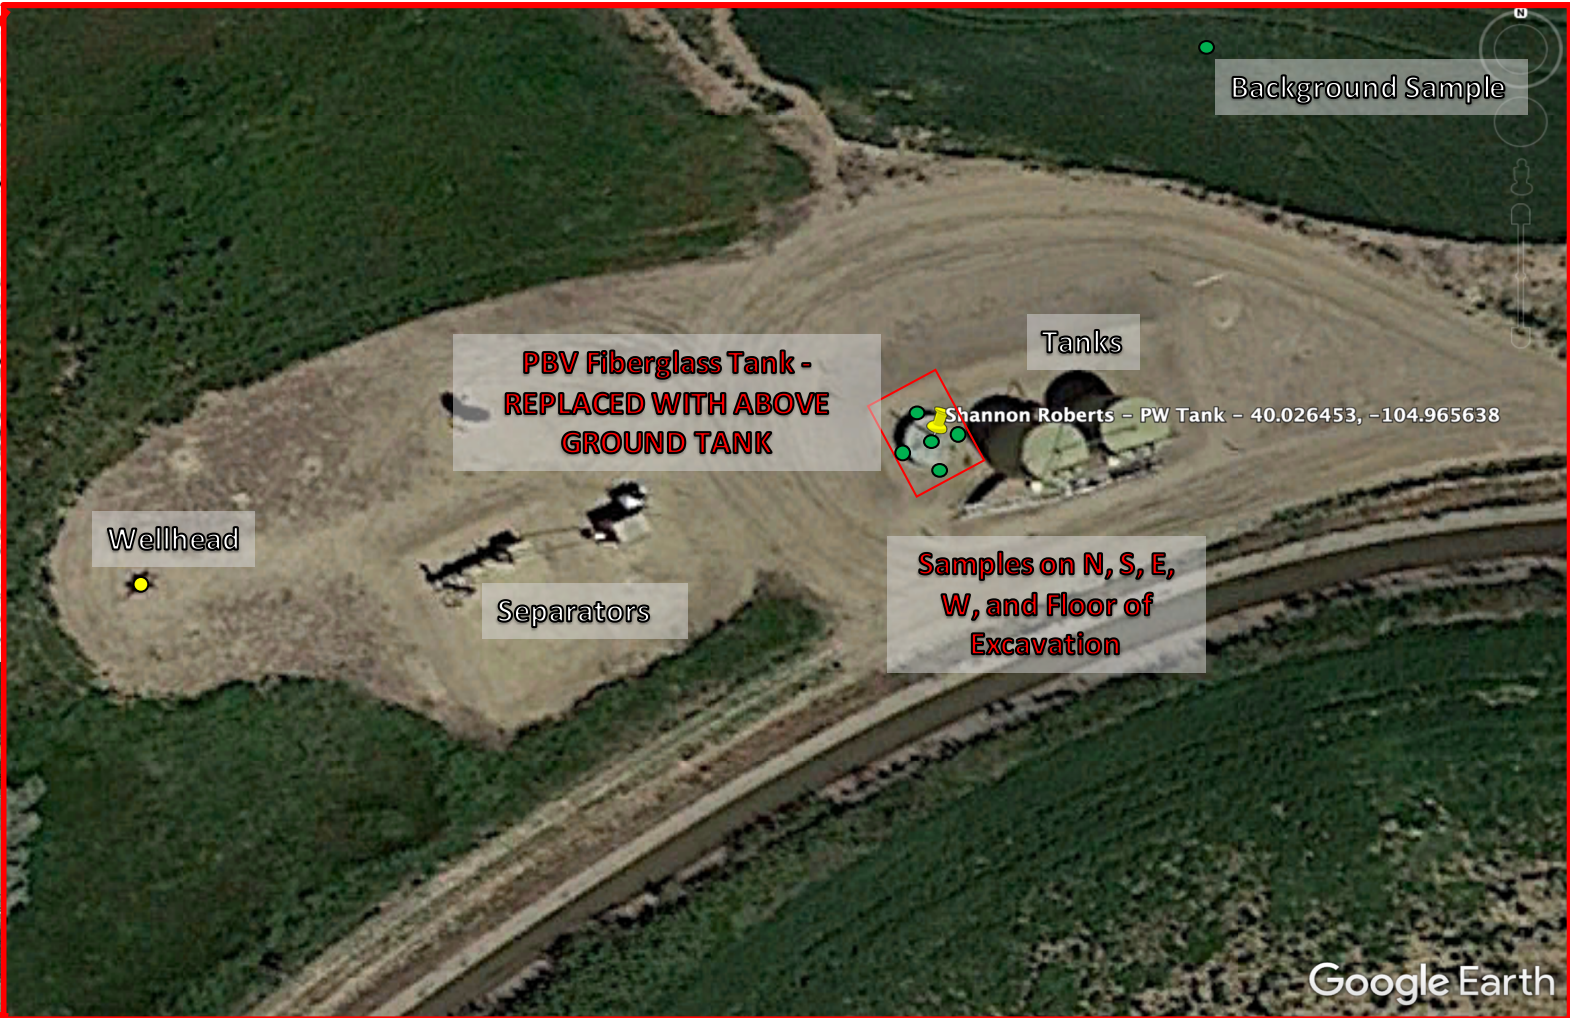 N
Background Sample
Tanks
PBV Fiberglass Tank -
REPLACED WITH ABOVE
GROUND TANK
Shannon Roberts - PW Tank - 40.026453, -104.965638
Wellhead
Separators
Samples on N, S, E,
W, and Floor of
Excavation
Google Earth